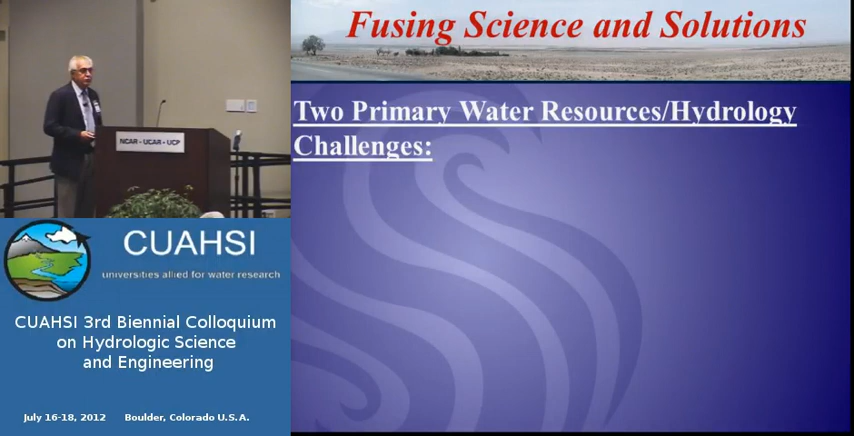 Fusing Science and Solutions
Two Primary Water Resources/Hydrology
Challenges:
NCAR - UCAR - UCP
CUAHSI
universities allied for water research
CUAHSI 3rd Biennial Colloquium
on Hydrologic Science
and Engineering
July 16-18, 2012 Boulder, Colorado U.S.A.